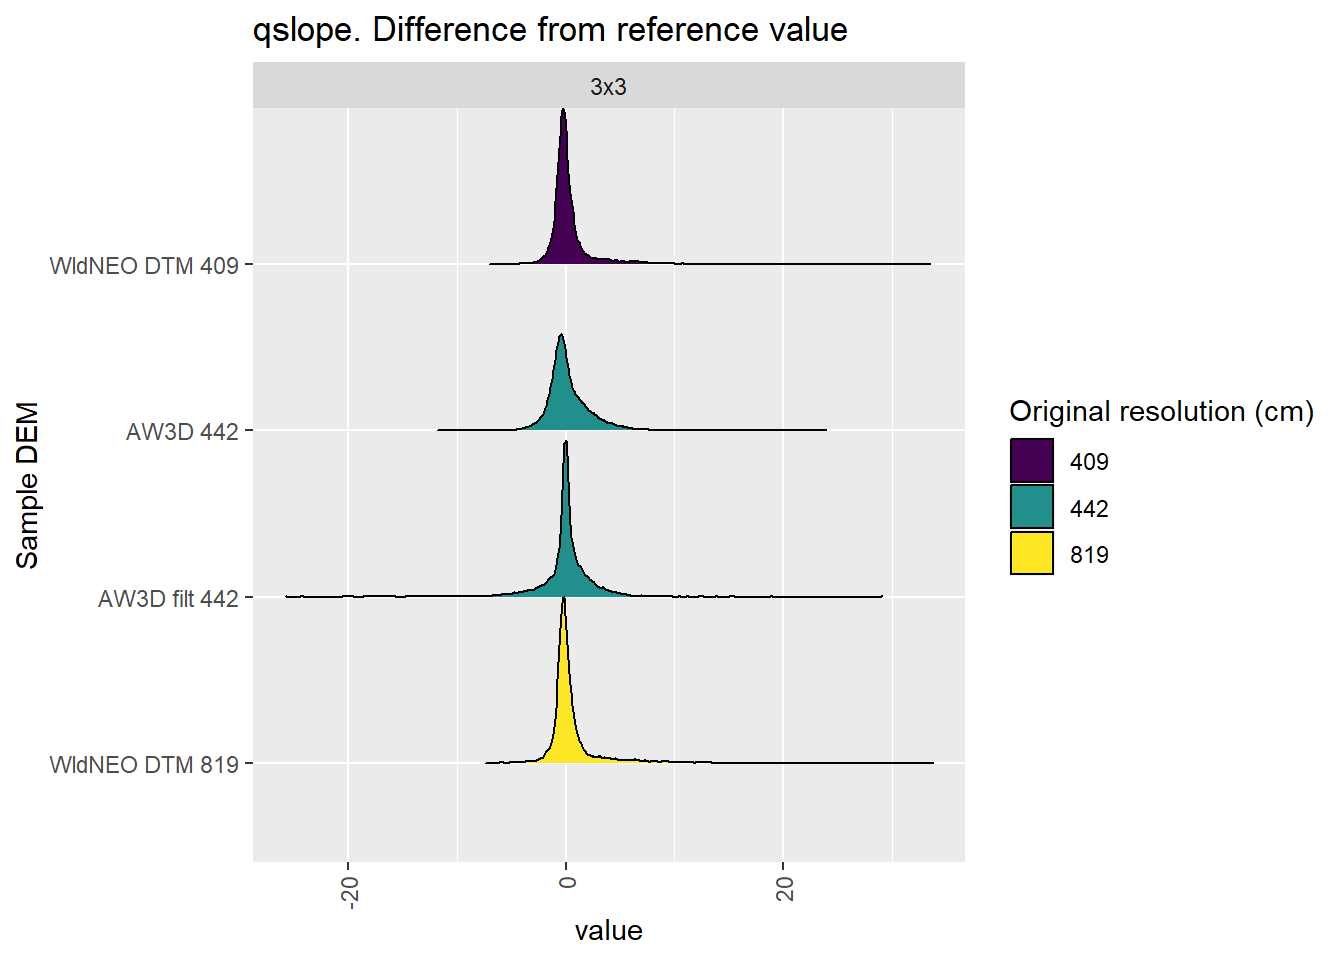 qslope. Difference from reference value
3x3
Sample DEM
WldNEO DTM 409
AW3D 442
AW3D filt 442
WldNEO DTM 819
-20
0
20
value
Original resolution (cm)
409
442
819